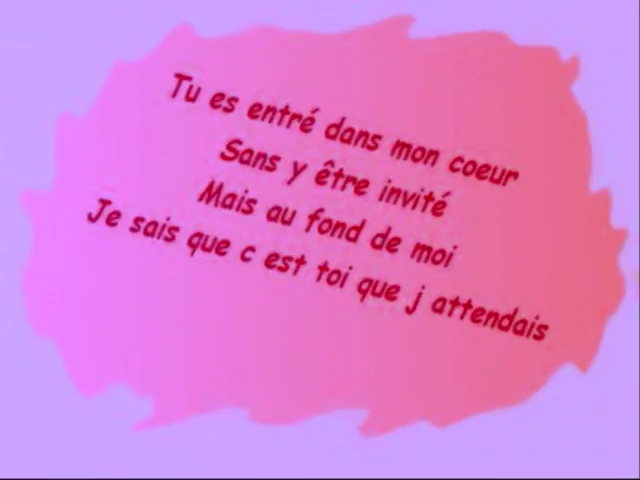 Tu es entré dans mon coeur
Sans y être invité
Mais au fond de moi
Je sais que c est toi que j attendais